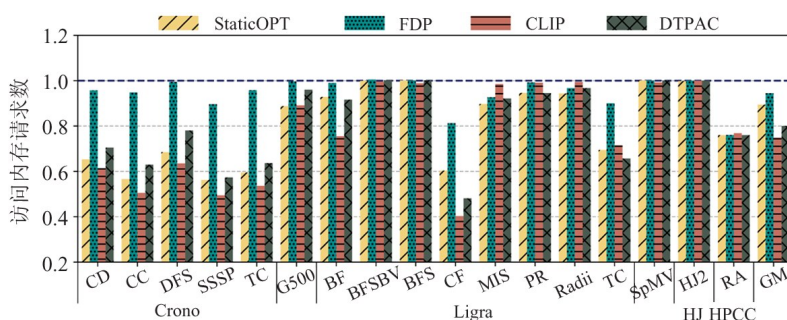 StaticOPT FDP CLIP DTPAC
访问内存请求数
1.2
1.0
0.8
0.6
0.4
0.2
CD CC DFS SSSP TC G500 BF BFSBV BFS CF MIS PR Radii TC SpMV HJ2 RA GM
Crono Ligra HJ HPCC